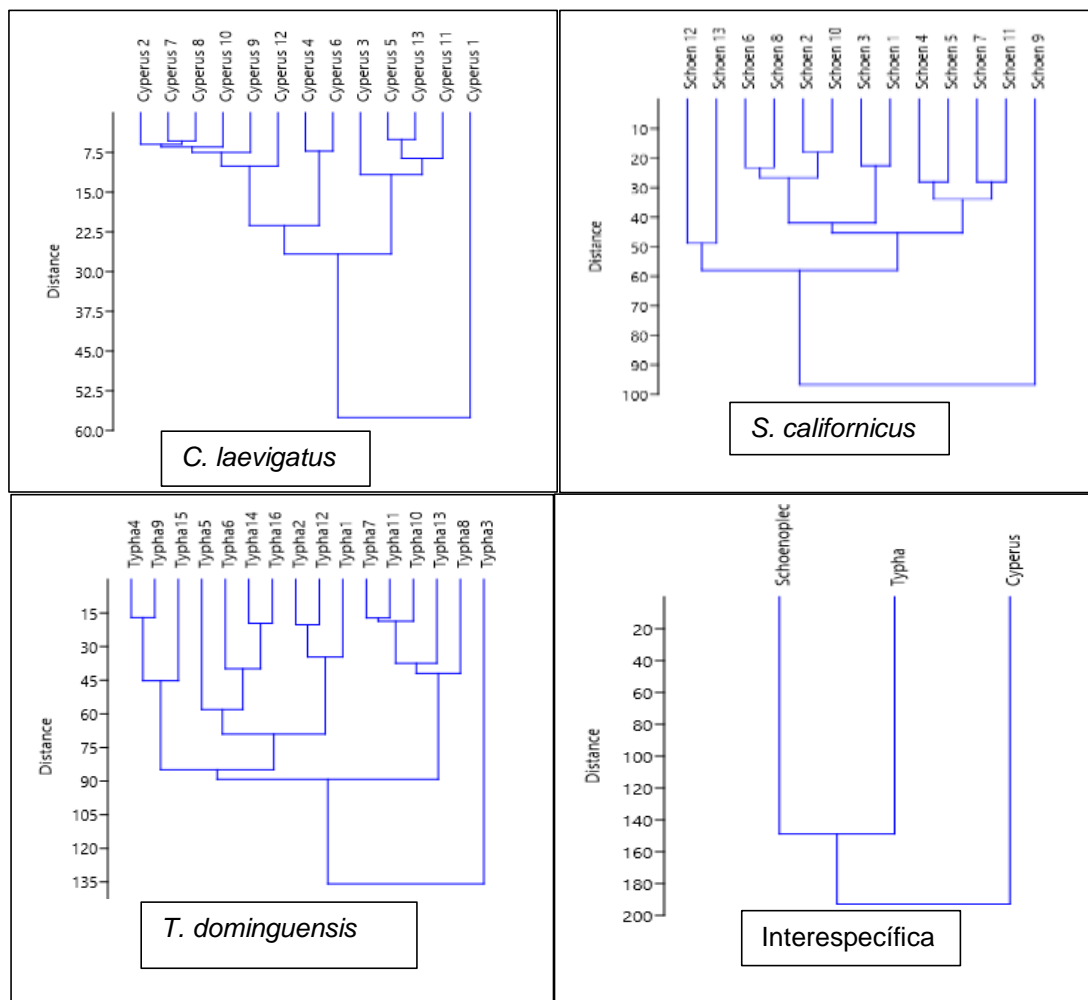 Cyperus 2
Cyperus 7
Cyperus 8
Cyperus 10
Cyperus 9
Cyperus 12
Cyperus 4
Cyperus 6
Cyperus 3
Cyperus 5
Cyperus 13
Cyperus 11
Cyperus 1
7.5
15.0
22.5
30.0
37.5
45.0
52.5
60.0
Distance
C. laevigatus
Schoen 12
Schoen 13
Schoen 6
Schoen 8
Schoen 2
Schoen 10
Schoen 3
Schoen 1
Schoen 4
Schoen 5
Schoen 7
Schoen 11
Schoen 9
10
20
30
40
50
60
70
80
90
100
Distance
S. californicus
Typha4
Typha9
Typha15
Typha5
Typha6
Typha14
Typha16
Typha2
Typha12
Typha1
Typha7
Typha11
Typha10
Typha13
Typha8
Typha3
15
30
45
60
75
90
105
120
135
Distance
T. dominguensis
Schoenoplec
Typha
Cyperus
20
40
60
80
100
120
140
160
180
200
Distance
Interespecífica